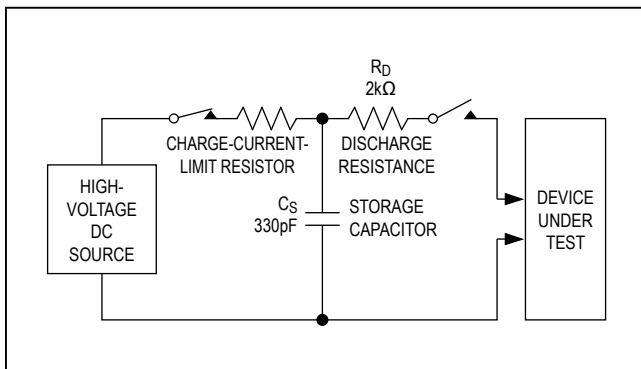 R_D
2kΩ
CHARGE-CURRENT-
LIMIT RESISTOR
DISCHARGE
RESISTANCE
HIGH-
VOLTAGE
DC
SOURCE
C_S
330pF
STORAGE
CAPACITOR
DEVICE
UNDER
TEST